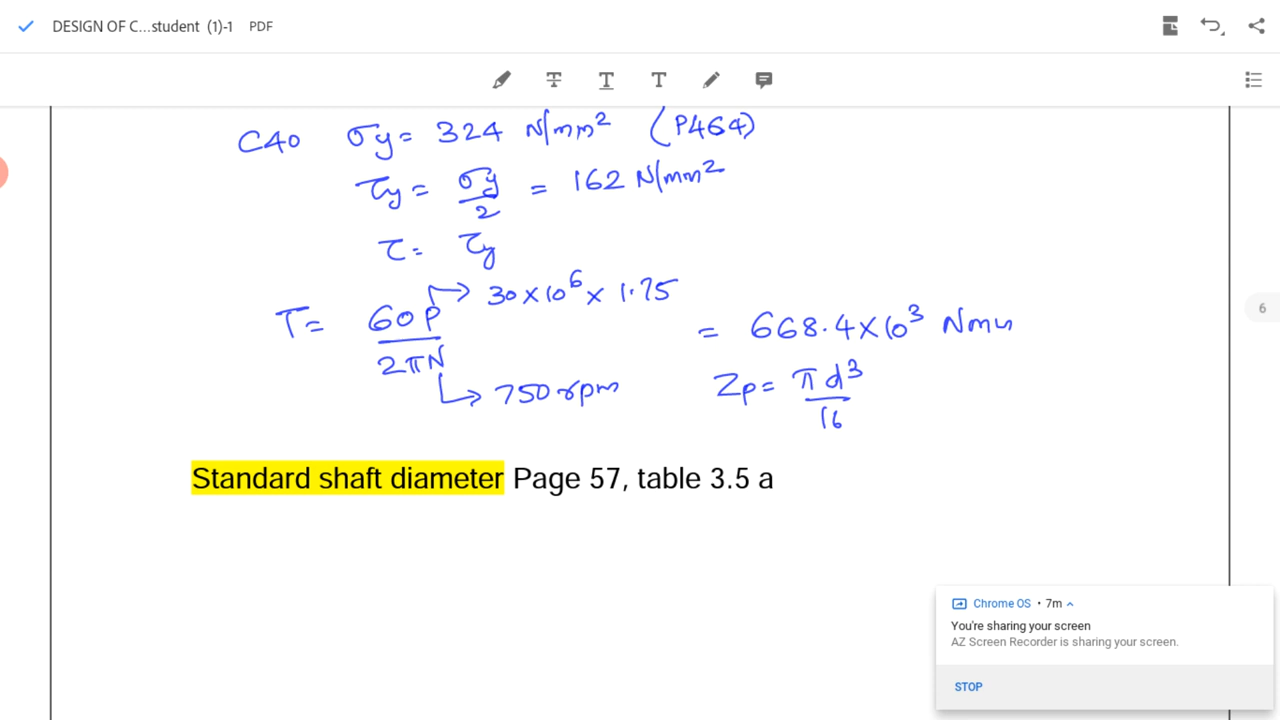 DESIGN OF C...student (1)-1 PDF
C40 σy = 324 N/mm² (P464)
τy = σy/2 = 162 N/mm²
τ = τy
T = 60P/2πN = 668.4×10³ Nmm
→ 30×10⁶ × 1.75
→ 750 rpm
Zp = πd³/16
6
Standard shaft diameter Page 57, table 3.5 a
Chrome OS • 7m
You're sharing your screen
AZ Screen Recorder is sharing your screen.
STOP